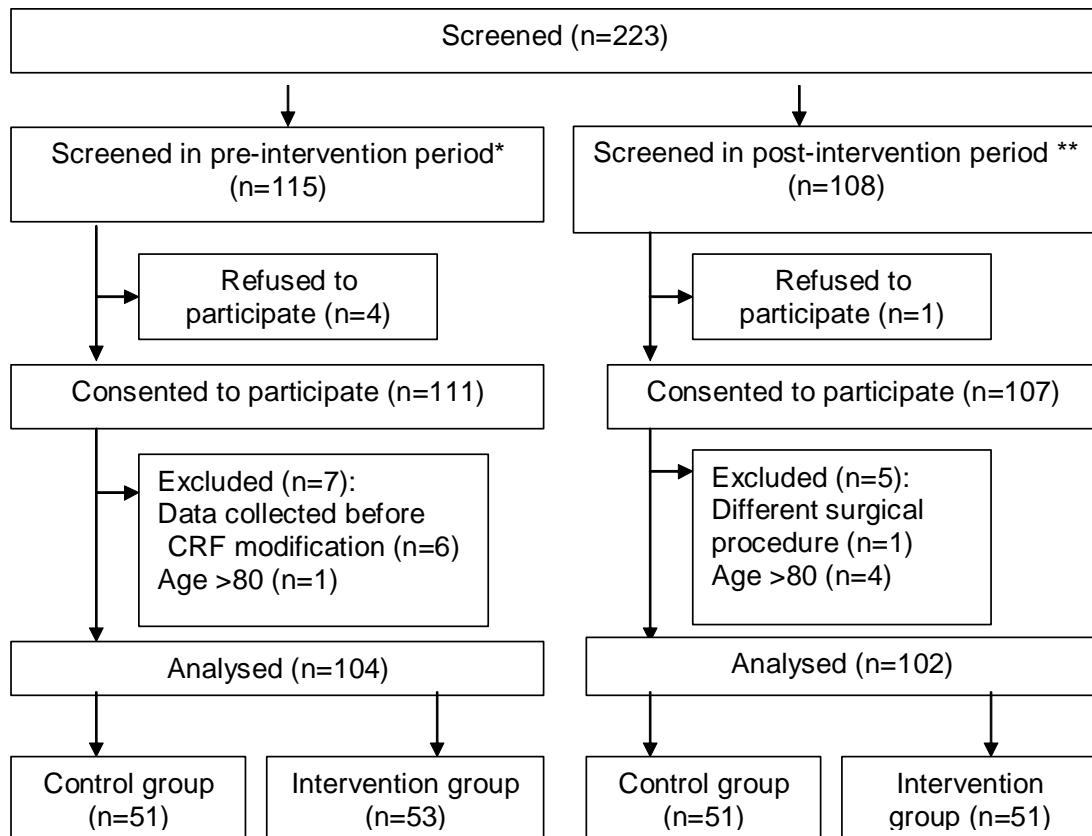 Screened (n=223)
Screened in pre-intervention period*
(n=115)
Screened in post-intervention period **
(n=108)
Refused to
participate (n=4)
Refused to
participate (n=1)
Consented to participate (n=111)
Consented to participate (n=107)
Excluded (n=7):
Data collected before
CRF modification (n=6)
Age >80 (n=1)
Excluded (n=5):
Different surgical
procedure (n=1)
Age >80 (n=4)
Analysed (n=104)
Analysed (n=102)
Control group
(n=51)
Intervention group
(n=53)
Control group
(n=51)
Intervention
group (n=51)